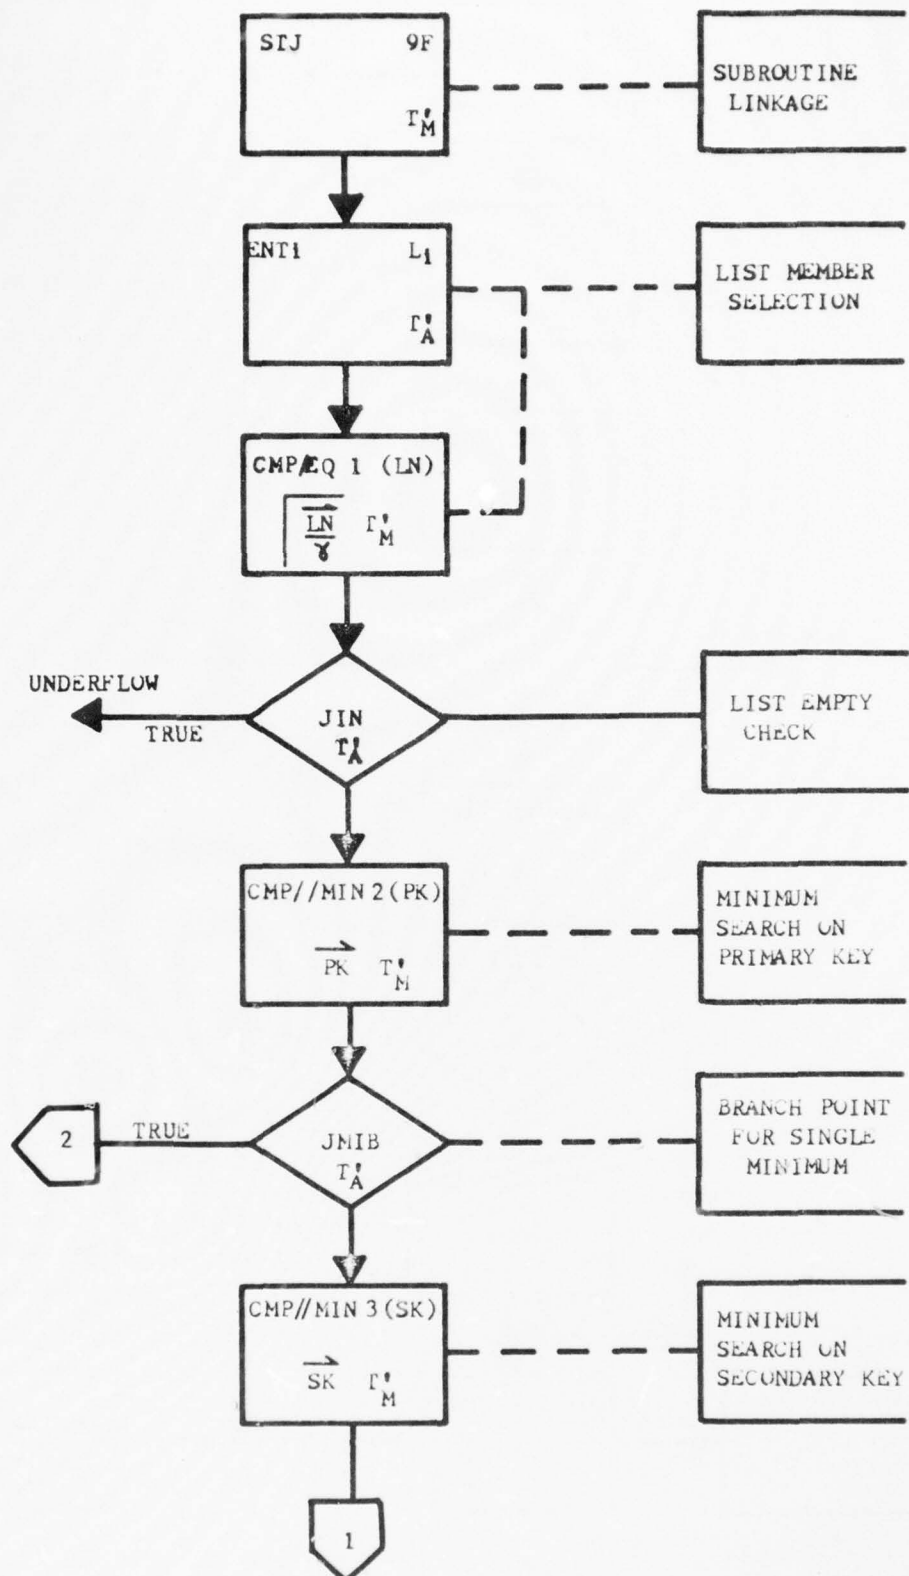 STJ 9F
T'M
SUBROUTINE
LINKAGE
ENT1 Li
T'A
LIST MEMBER
SELECTION
CMP/EQ 1 (LN)
LN/γ T'M
UNDERFLOW
TRUE
JIN
T'A
LIST EMPTY
CHECK
CMP//MIN 2 (PK)
PK T'M
MINIMUM
SEARCH ON
PRIMARY KEY
2
TRUE
JMIB
T'A
BRANCH POINT
FOR SINGLE
MINIMUM
CMP//MIN 3 (SK)
SK T'M
MINIMUM
SEARCH ON
SECONDARY KEY
1